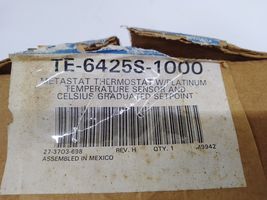 TE-6425S-1000
METASTAT THERMOSTAT W/PLATINUM
TEMPERATURE SENSOR AND
CELSIUS GRADUATED SETPOINT
27-3703-698 REV. H QTY. 1 M9942
ASSEMBLED IN MEXICO